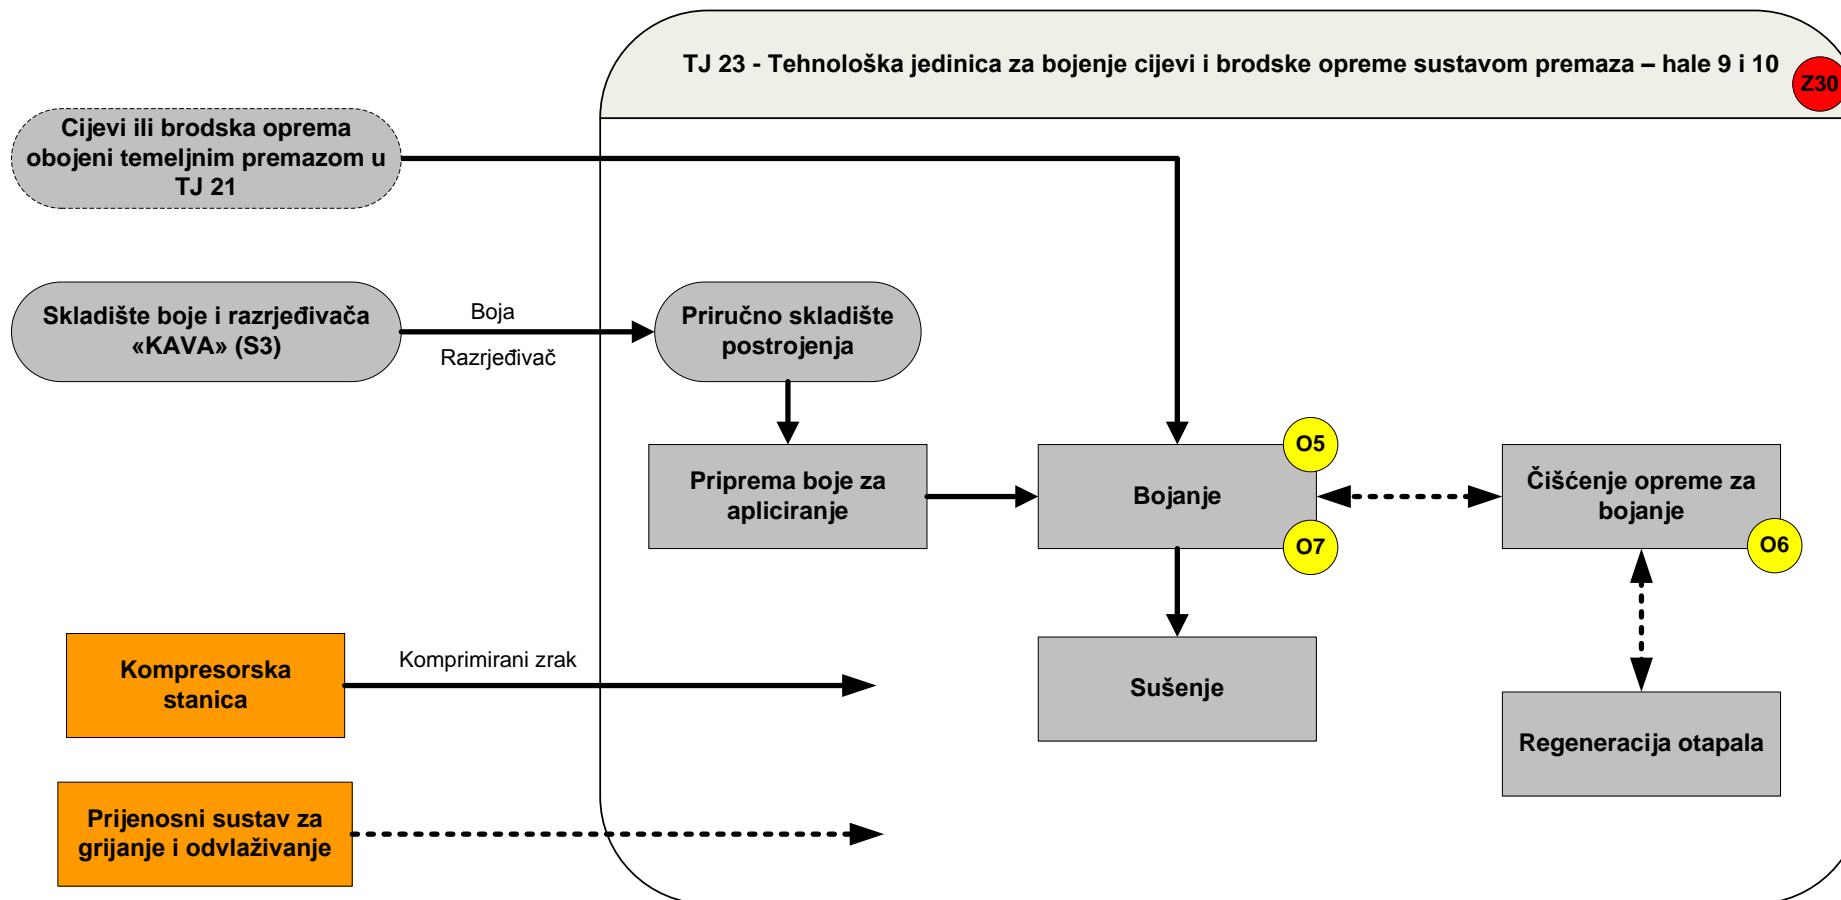 TJ 23 - Tehnološka jedinica za bojenje cijevi i brodske opreme sustavom premaza – hale 9 i 10
Z30
Cijevi ili brodska oprema
obojeni temeljnim premazom u
TJ 21
Skladište boje i razrjeđivača
«KAVA» (S3)
Boja
Razrjeđivač
Priručno skladište
postrojenja
Priprema boje za
apliciranje
Bojanje
O5
O7
Čišćenje opreme za
bojanje
O6
Kompresorska
stanica
Komprimirani zrak
Sušenje
Regeneracija otapala
Prijenosni sustav za
grijanje i odvlaživanje